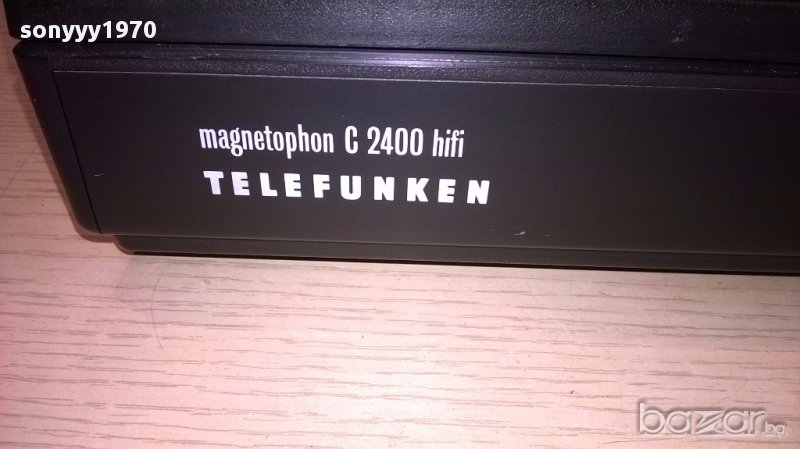 sonyyy1970
magnetophon C 2400 hifi
TELEFUNKEN
bazar.bg